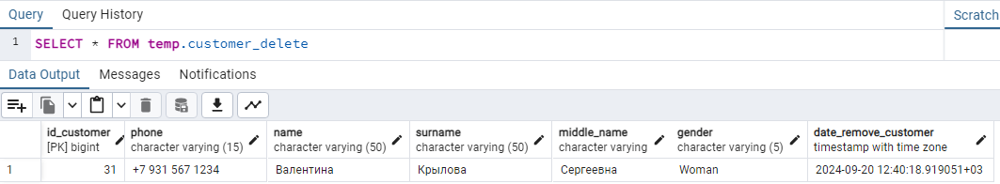 Query Query History Scratch
1 SELECT * FROM temp.customer_delete
Data Output Messages Notifications
id_customer phone name surname middle_name gender date_remove_customer
[PK] bigint character varying (15) character varying (50) character varying (50) character varying character varying (5) timestamp with time zone
1 31 +7 931 567 1234 Валентина Крылова Сергеевна Woman 2024-09-20 12:40:18.919051+03